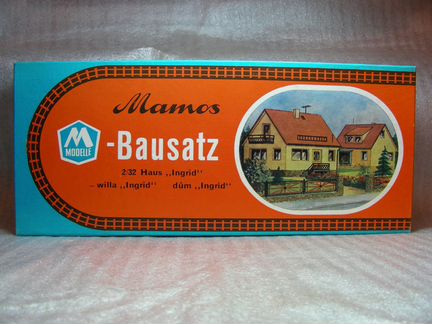 Mamos
M
MODELLE
-Bausatz
2/32 Haus ,,Ingrid"
- willa ,,Ingrid" dům ,,Ingrid"